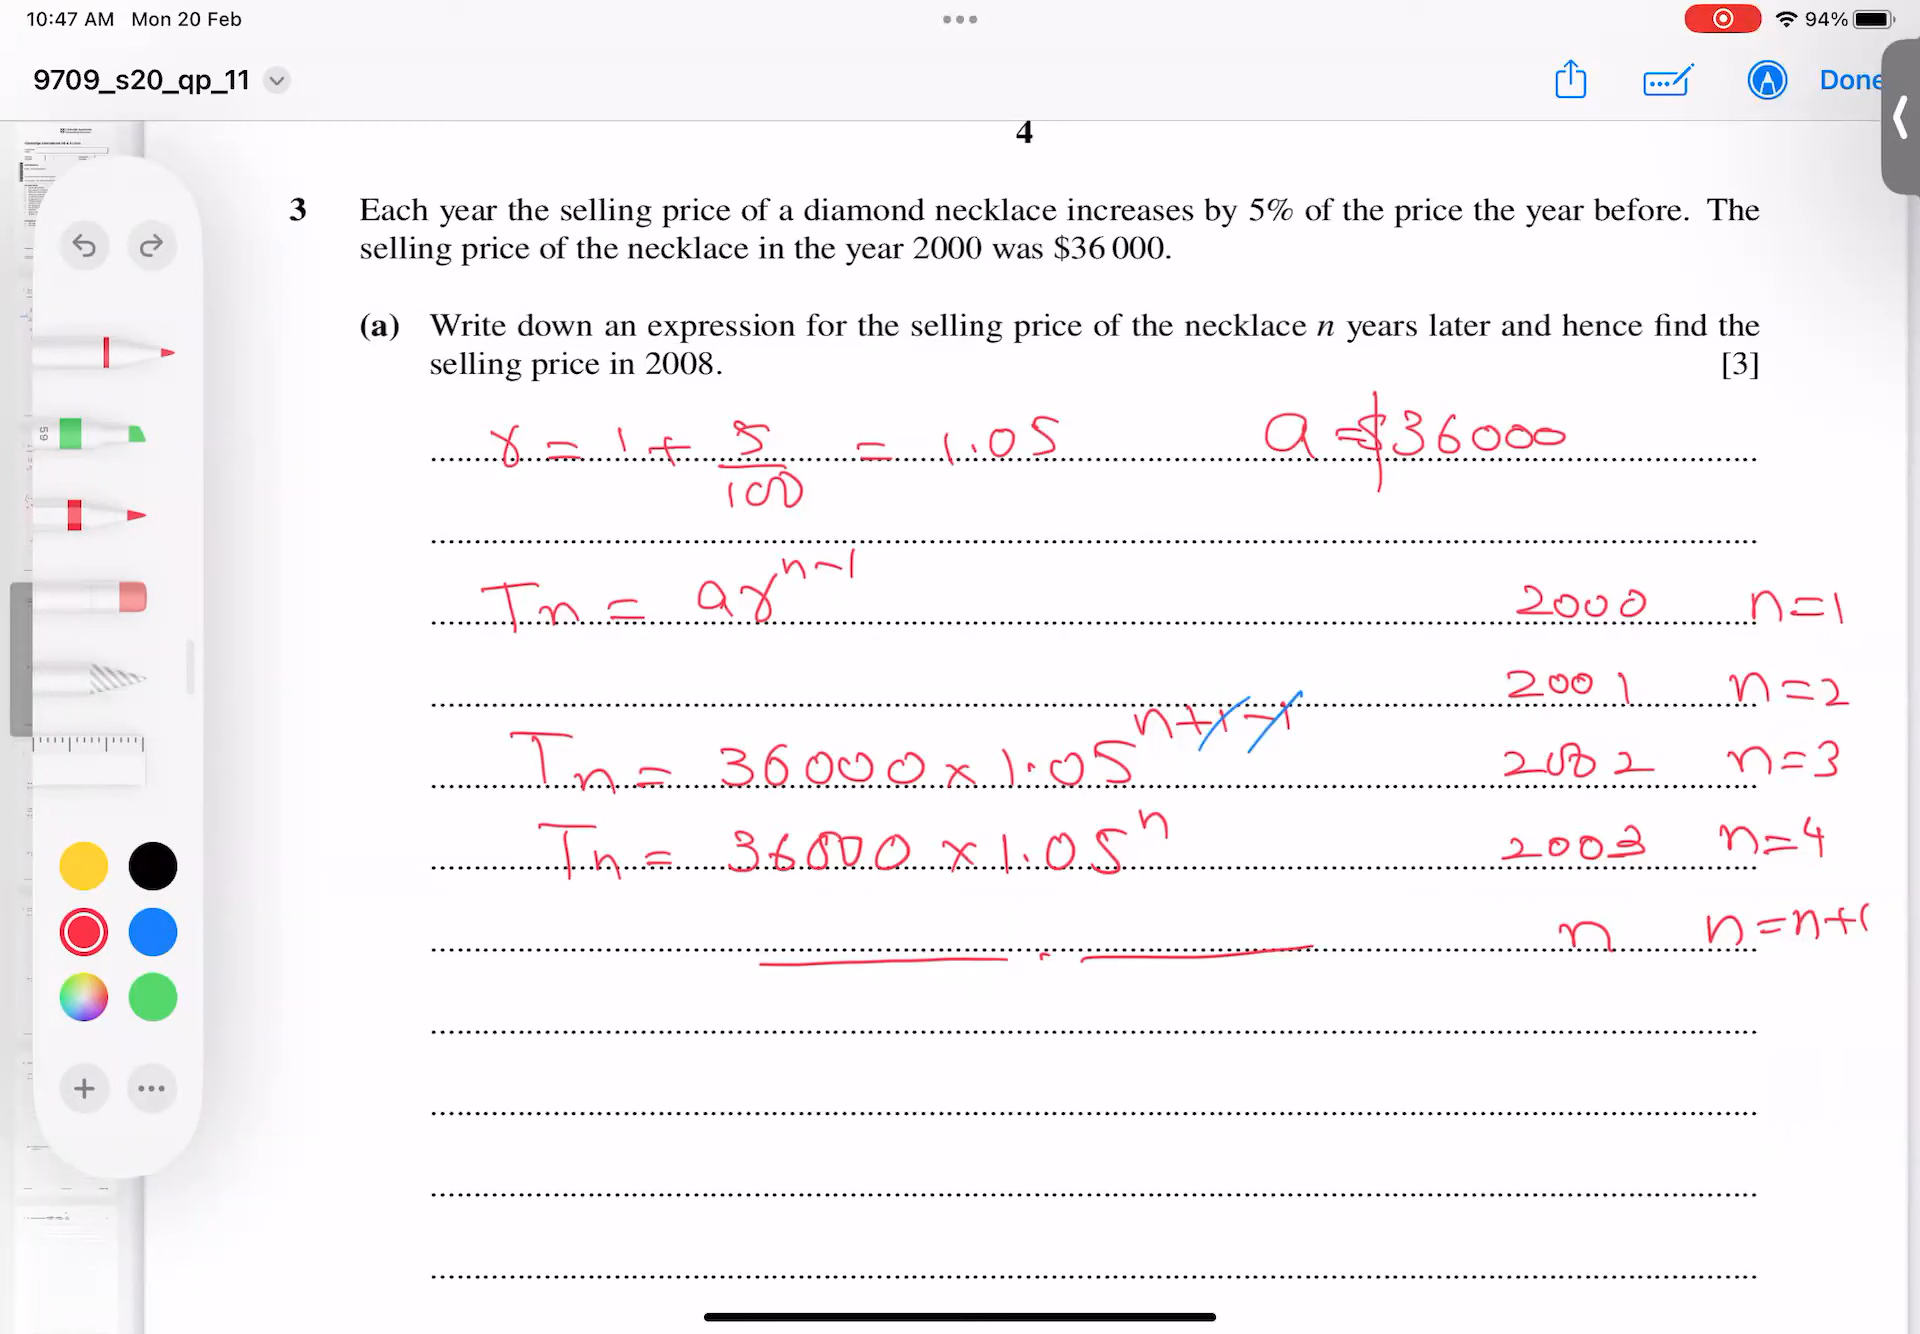 10:47 AM Mon 20 Feb
94%
9709_s20_qp_11
Done
4
3 Each year the selling price of a diamond necklace increases by 5% of the price the year before. The
selling price of the necklace in the year 2000 was $36 000.
(a) Write down an expression for the selling price of the necklace n years later and hence find the
selling price in 2008. [3]
r = 1 + 5/100 = 1.05 a = $36000
Tn = ar^n-1 2000 n=1
2001 n=2
Tn = 36000 × 1.05^n+1-1 2002 n=3
Tn = 36000 × 1.05^n 2003 n=4
n n=n+1
59